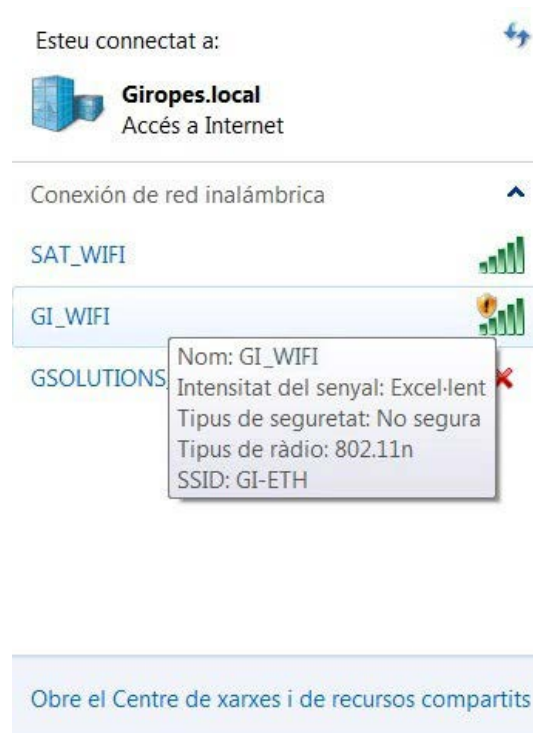 Esteu connectat a:
Giropes.local
Accés a Internet
Conexión de red inalámbrica
SAT_WIFI
GI_WIFI
GSOLUTIONS_
Nom: GI_WIFI
Intensitat del senyal: Excel·lent
Tipus de seguretat: No segura
Tipus de ràdio: 802.11n
SSID: GI-ETH
Obre el Centre de xarxes i de recursos compartits